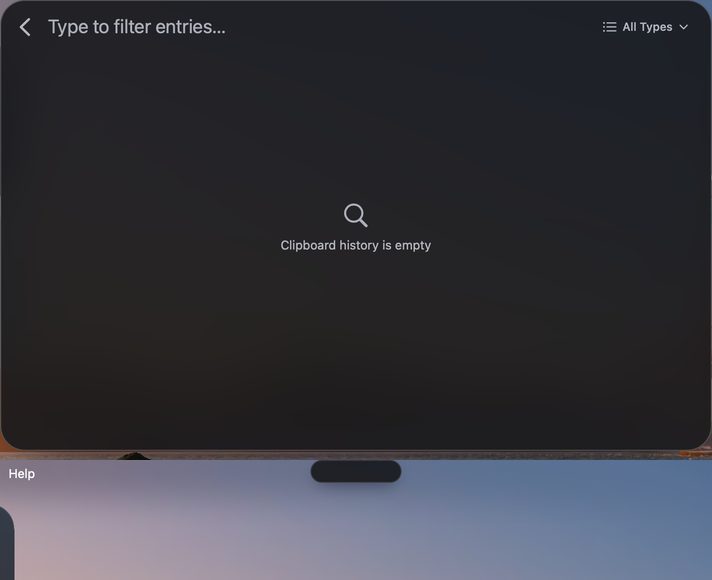 Type to filter entries...
All Types
Clipboard history is empty
Help